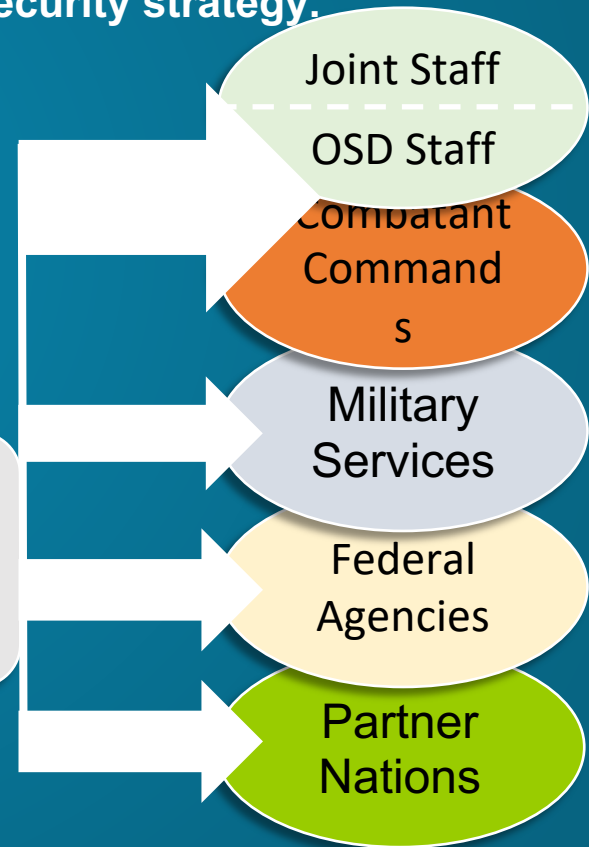 ecurity strategy.
Joint Staff
OSD Staff
Combatant
Command
s
Military
Services
Federal
Agencies
Partner
Nations